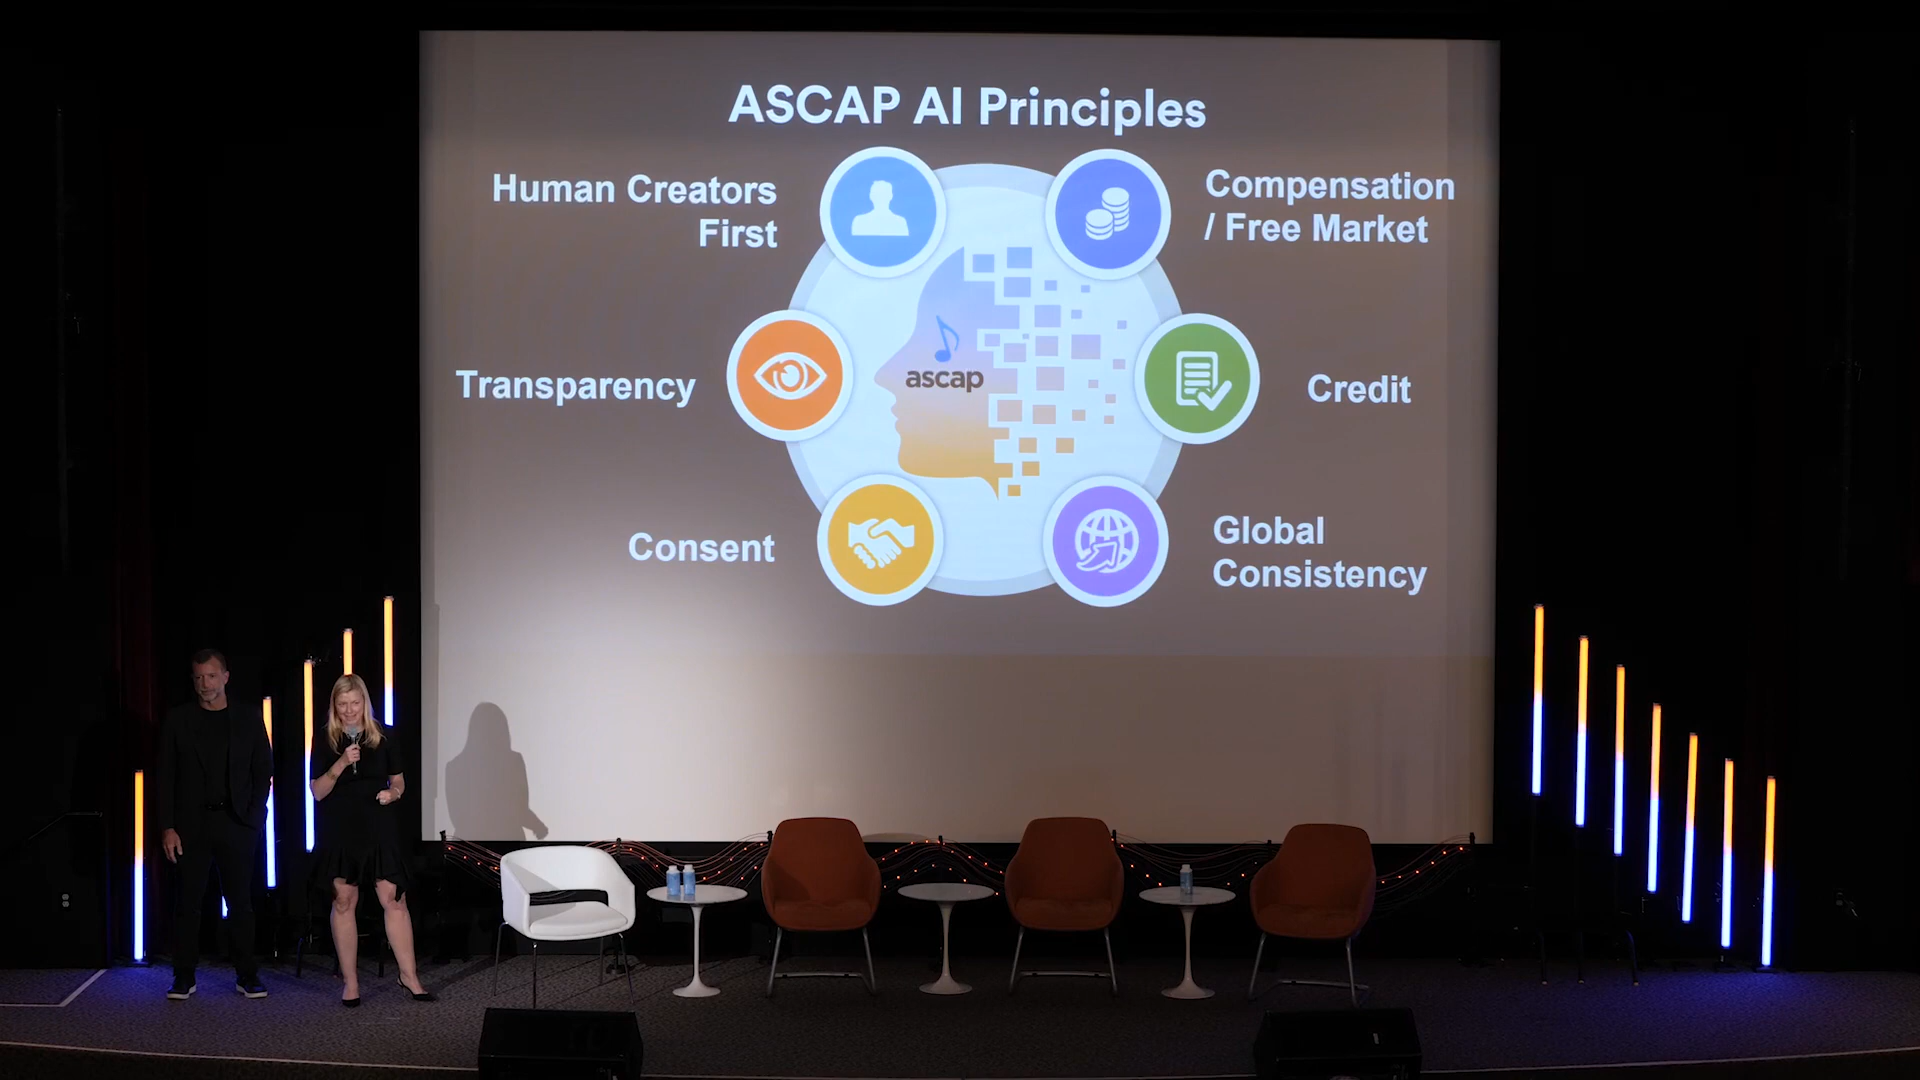 ASCAP AI Principles
Human Creators
First
Compensation
/ Free Market
Transparency
ascap
Credit
Consent
Global
Consistency